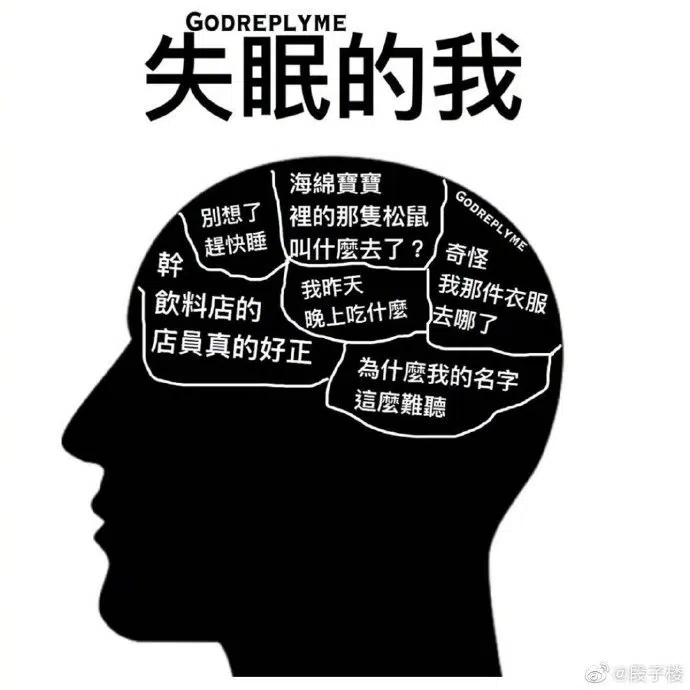 GODREPLYME
失眠的我
別想了
趕快睡
海綿寶寶
裡的那隻松鼠
叫什麼去了？
GODREPLYME
奇怪
我那件衣服
去哪了
幹
飲料店的
店員真的好正
我昨天
晚上吃什麼
為什麼我的名字
這麼難聽
@段子楼